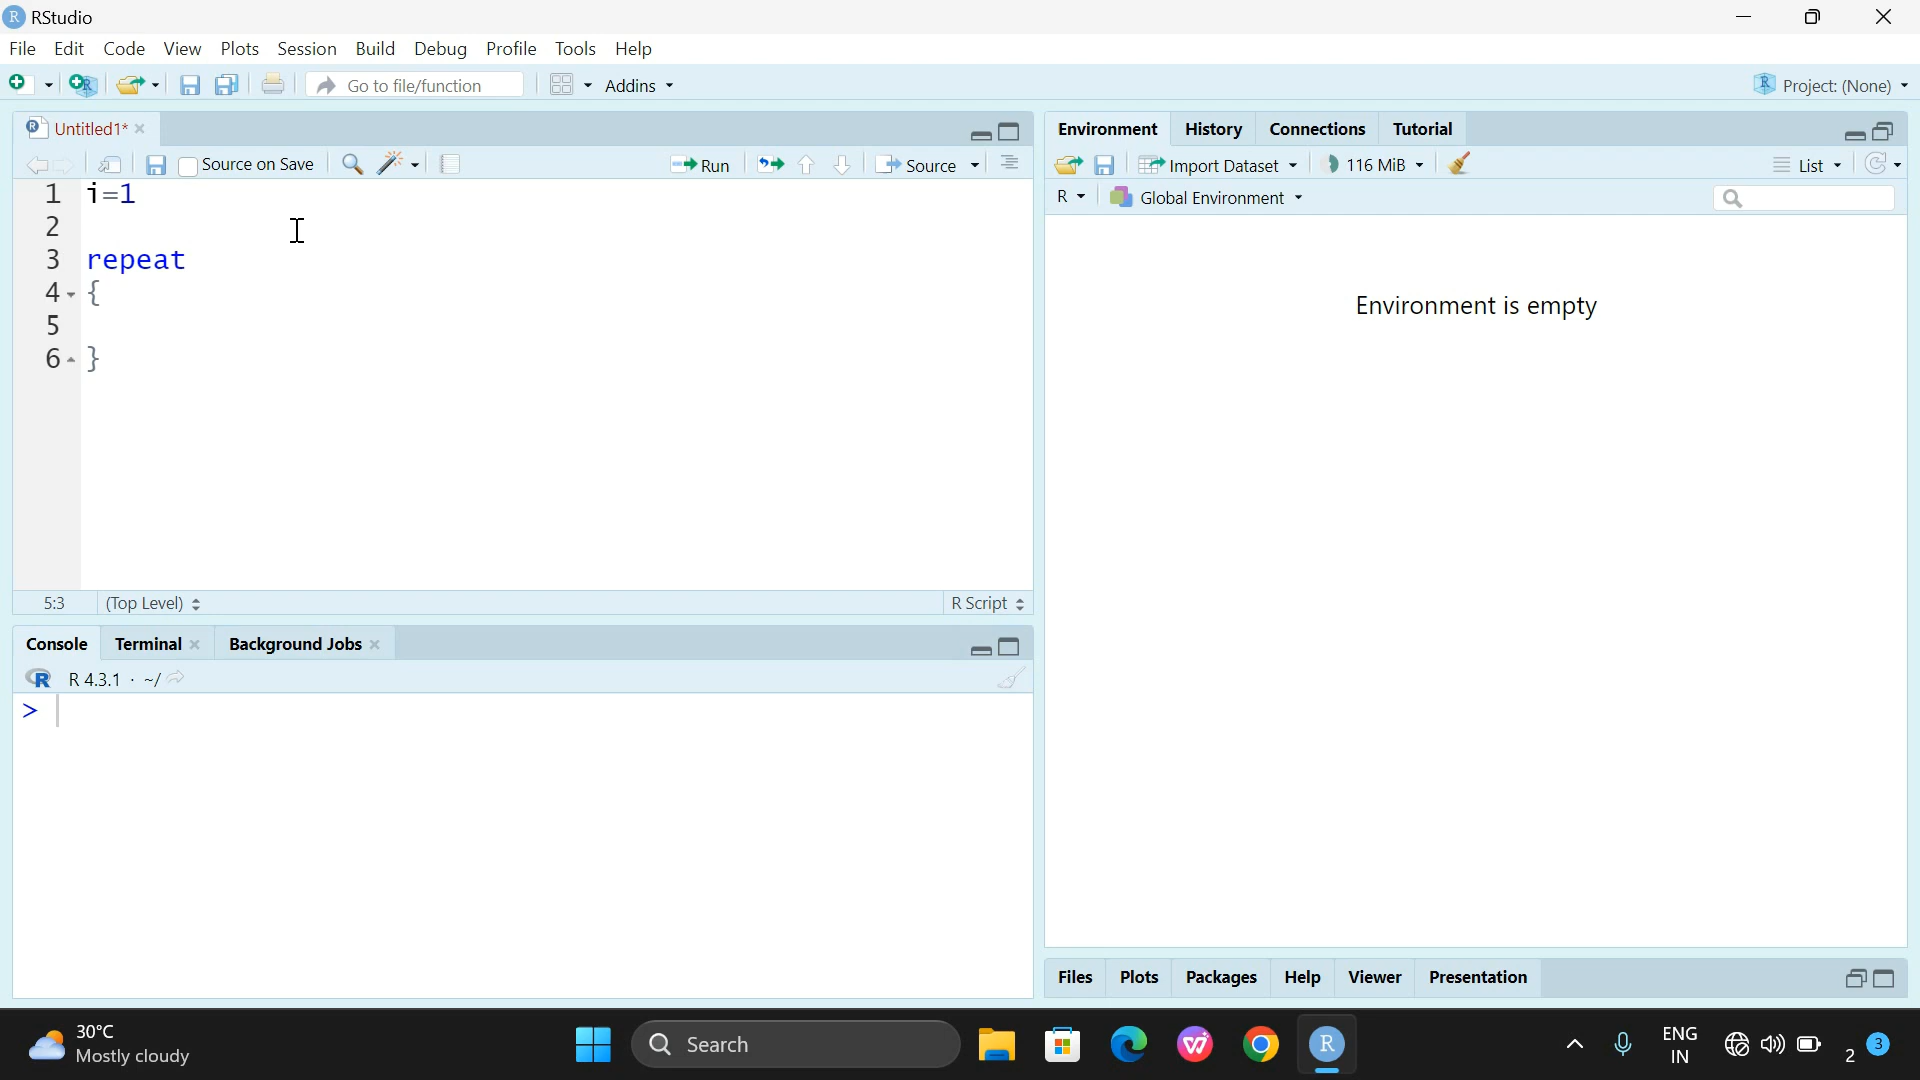 RStudio
File Edit Code View Plots Session Build Debug Profile Tools Help
Go to file/function Addins Project: (None)
Untitled1*
Source on Save Run Source
1 i=1
2
3 repeat
4 {
5
6 }
5:3 (Top Level) R Script
Console Terminal Background Jobs
R 4.3.1 · ~/
>
Environment History Connections Tutorial
Import Dataset 116 MiB List
R Global Environment
Environment is empty
Files Plots Packages Help Viewer Presentation
30°C
Mostly cloudy
Search
ENG
IN
2 3